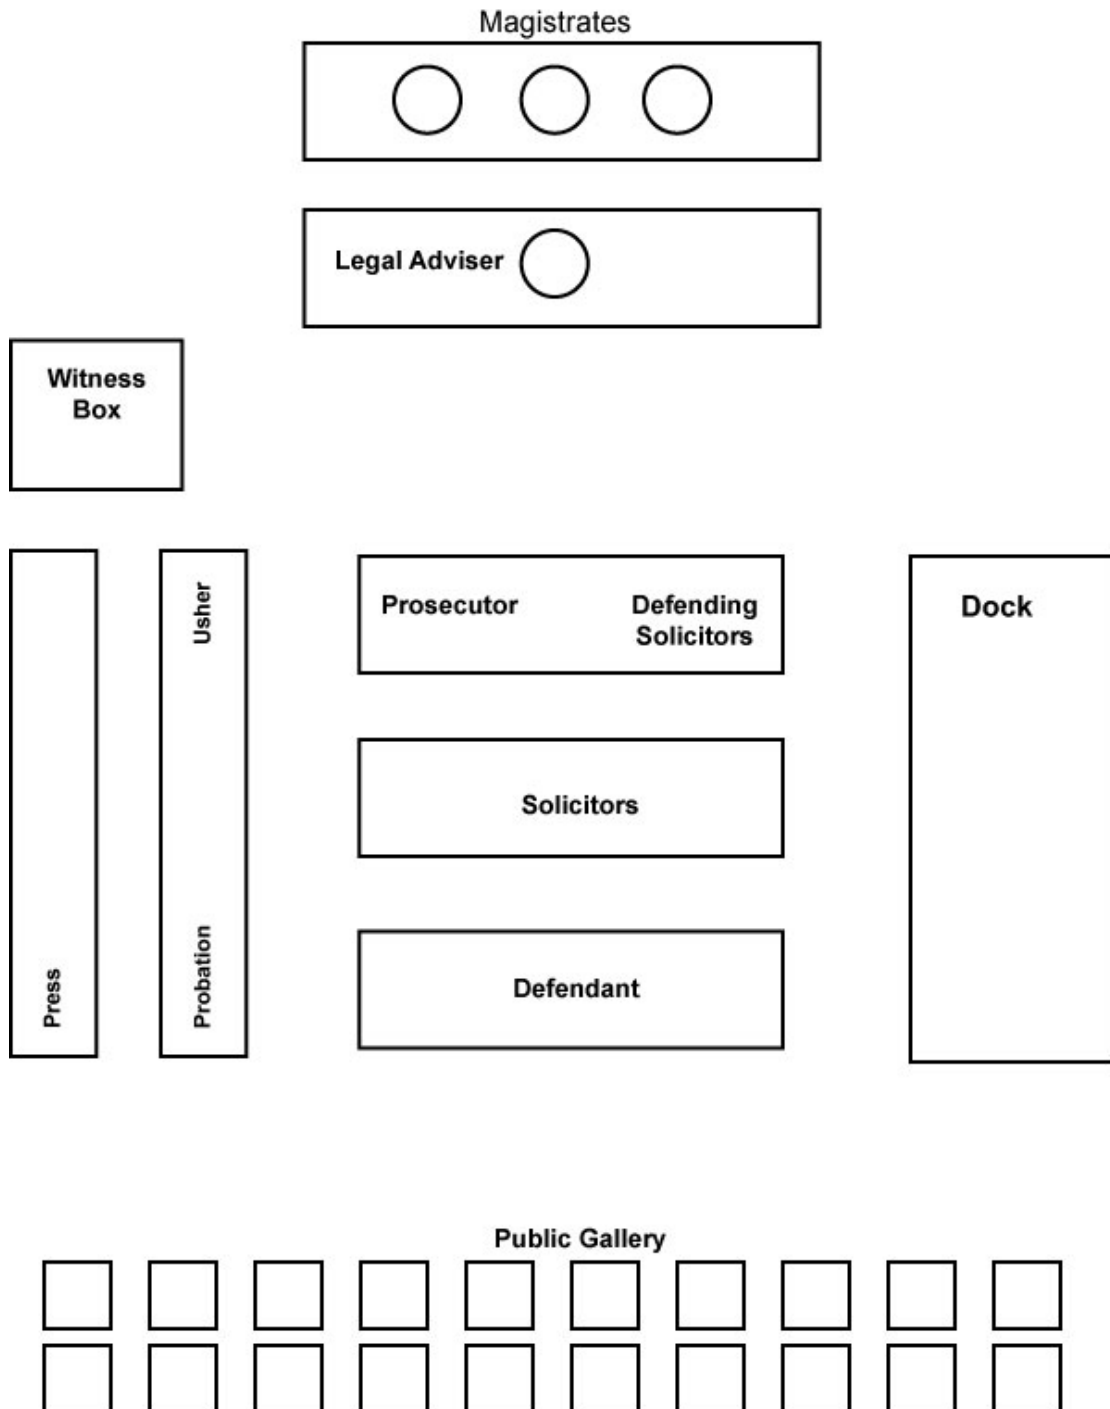 Magistrates
Legal Adviser
Witness
Box
Usher
Prosecutor
Defending
Solicitors
Dock
Solicitors
Press
Probation
Defendant
Public Gallery